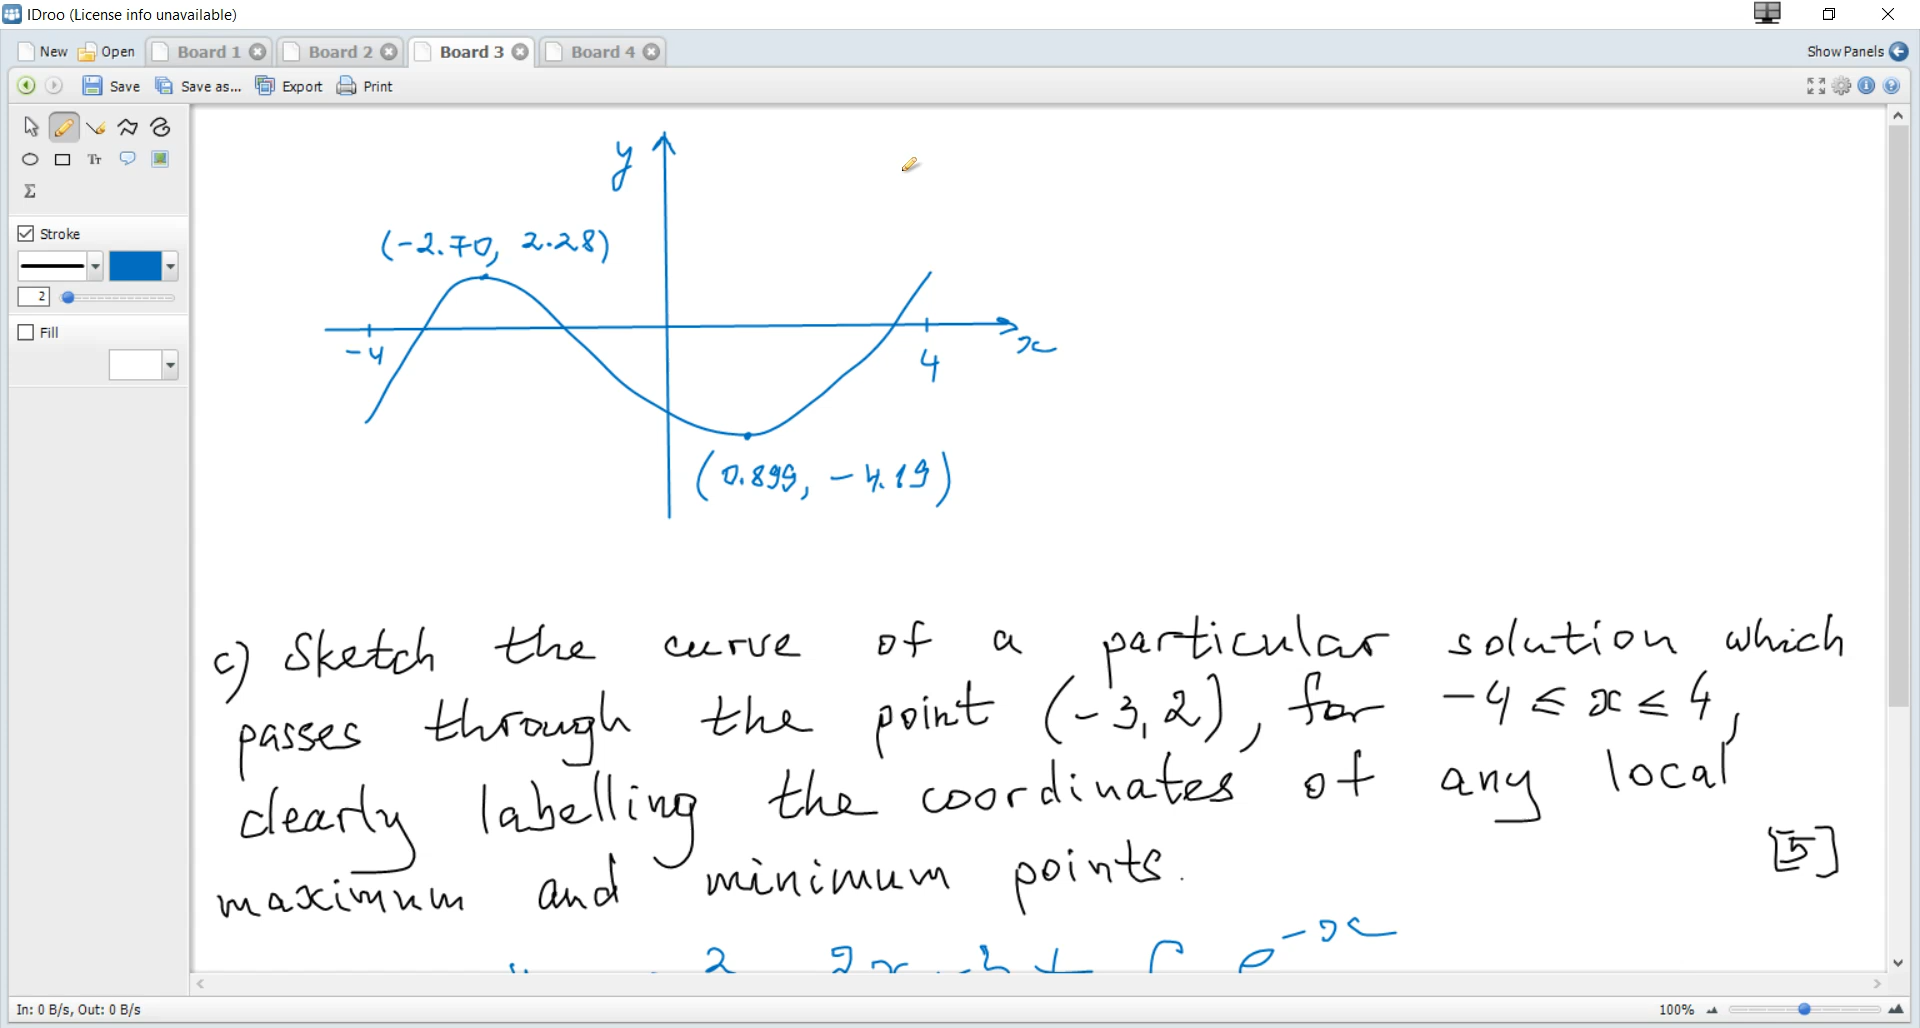 IDroo (License info unavailable)
New Open Board 1 Board 2 Board 3 Board 4 Show Panels
Save Save as... Export Print
Tт
Σ
Stroke
2
Fill
y
(-2.70, 2.28)
-4
4
x
(0.899, -4.19)
c) Sketch the curve of a particular solution which
passes through the point (-3,2), for -4 ≤ x ≤ 4,
clearly labelling the coordinates of any local
maximum and minimum points. [5]
In: 0 B/s, Out: 0 B/s 100%